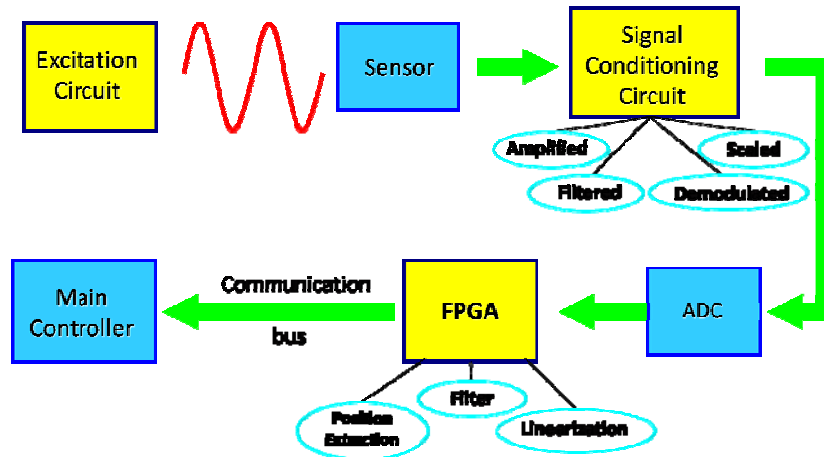 Excitation
Circuit
Sensor
Signal
Conditioning
Circuit
Amplified
Scaled
Filtered
Demodulated
Main
Controller
Communication
bus
FPGA
ADC
Position
Extraction
Filter
Linearization